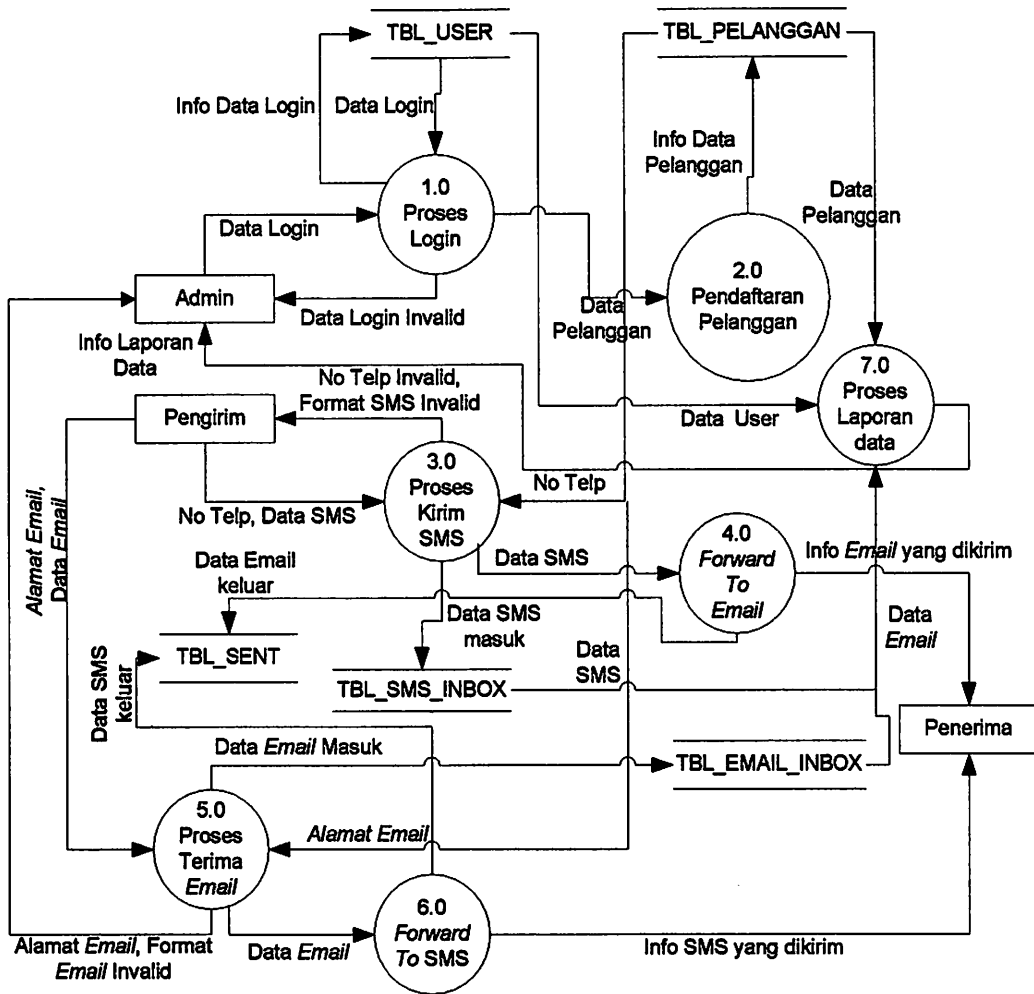 TBL_USER
TBL_PELANGGAN
Info Data Login
Data Login
Info Data
Pelanggan
Data
Pelanggan
1.0
Proses
Login
Data Login
2.0
Pendaftaran
Pelanggan
Admin
Data Login Invalid
Data
Pelanggan
Info Laporan
Data
No Telp Invalid,
Format SMS Invalid
7.0
Proses
Laporan
data
Data User
Pengirim
3.0
Proses
Kirim
SMS
No Telp
No Telp, Data SMS
Alamat Email,
Data Email
4.0
Forward
To
Email
Info Email yang dikirim
Data SMS
Data Email
keluar
Data SMS
masuk
Data
SMS
Data
Email
TBL_SENT
TBL_SMS_INBOX
Data SMS
keluar
Penerima
Data Email Masuk
TBL_EMAIL_INBOX
5.0
Proses
Terima
Email
Alamat Email
6.0
Forward
To SMS
Alamat Email, Format
Email Invalid
Data Email
Info SMS yang dikirim